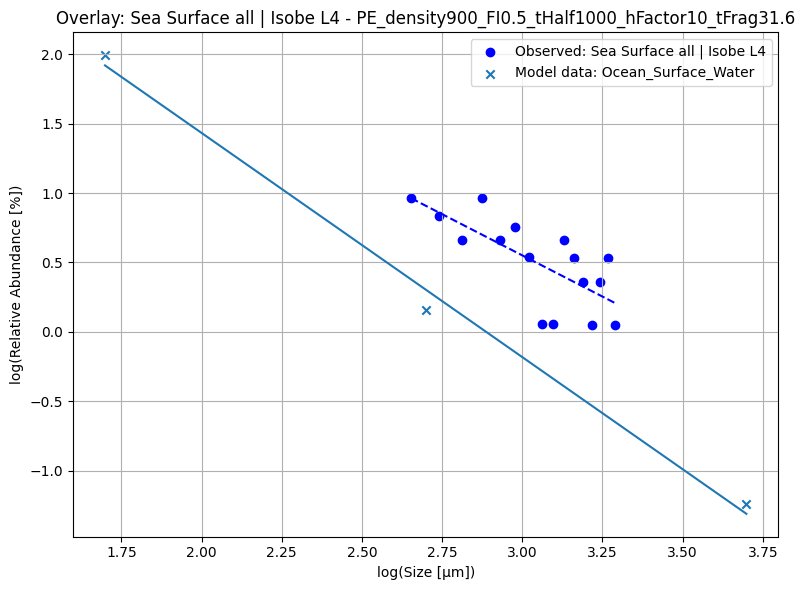 Overlay: Sea Surface all | Isobe L4 - PE_density900_FI0.5_tHalf1000_hFactor10_tFrag31.6
Observed: Sea Surface all | Isobe L4
Model data: Ocean_Surface_Water
log(Relative Abundance [%])
2.0
1.5
1.0
0.5
0.0
−0.5
−1.0
1.75 2.00 2.25 2.50 2.75 3.00 3.25 3.50 3.75
log(Size [μm])